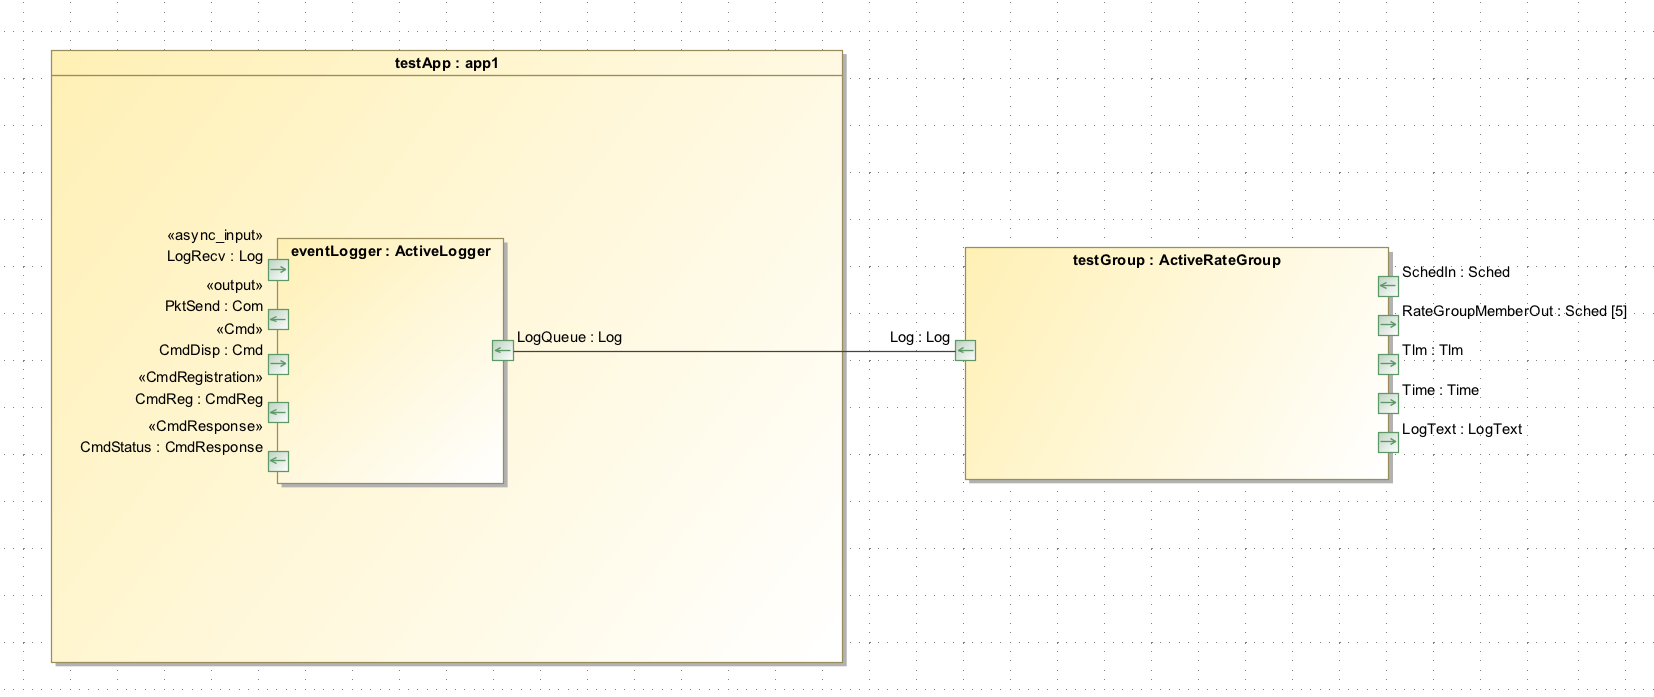 testApp : app1
«async_input»
LogRecv : Log
«output»
PktSend : Com
«Cmd»
CmdDisp : Cmd
«CmdRegistration»
CmdReg : CmdReg
«CmdResponse»
CmdStatus : CmdResponse
eventLogger : ActiveLogger
LogQueue : Log
Log : Log
testGroup : ActiveRateGroup
SchedIn : Sched
RateGroupMemberOut : Sched [5]
Tlm : Tlm
Time : Time
LogText : LogText